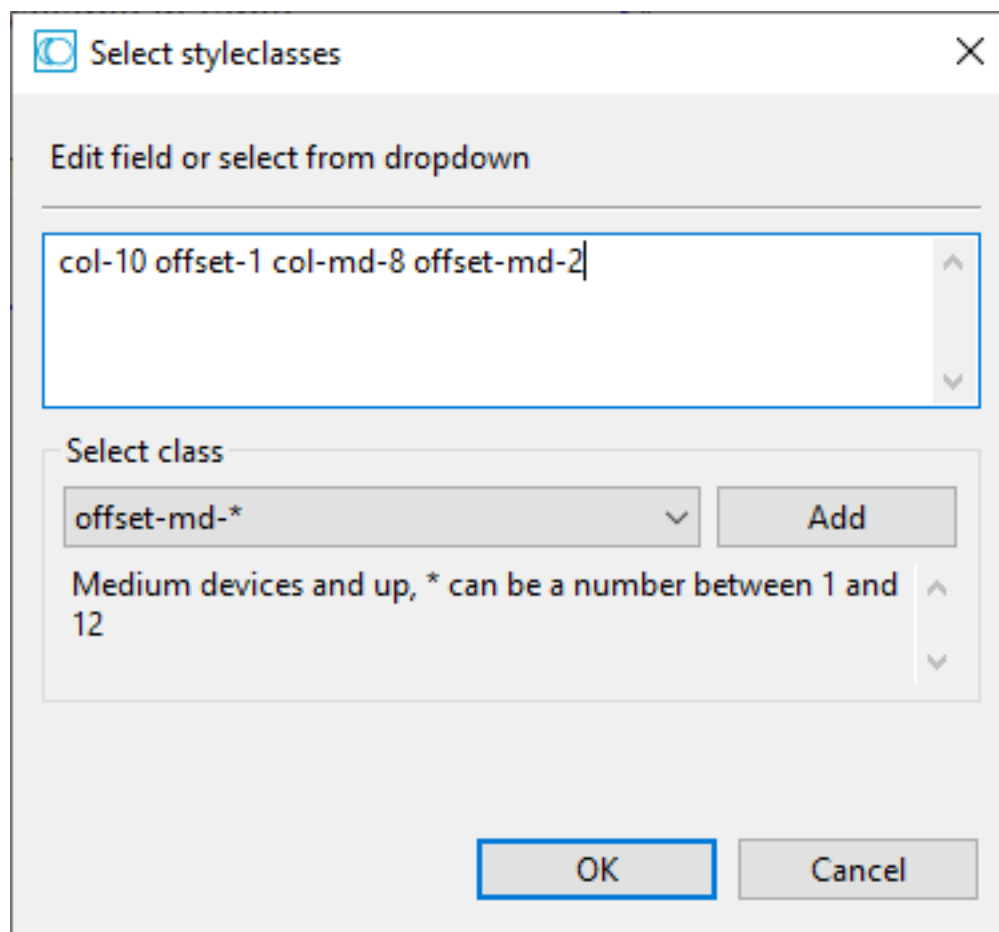 Select styleclasses
Edit field or select from dropdown
col-10 offset-1 col-md-8 offset-md-2
Select class
offset-md-*
Add
Medium devices and up, * can be a number between 1 and
12
OK
Cancel